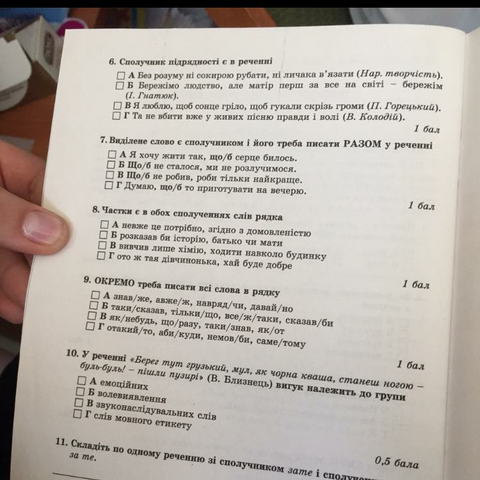 6. Сполучник підрядності є в реченні
А Без розуму ні сокирою рубати, ні личака в'язати (Нар. творчість).
Б Бережімо людство, але матір перш за все на світі – бережім
(І. Гнатюк).
В Я люблю, щоб сонце гріло, щоб гукали скрізь громи (П. Горецький).
Г Та не вбити вже у живих пісню правди і волі (В. Колодій).
1 бал
7. Виділене слово є сполучником і його треба писати РАЗОМ у реченні
А Я хочу жити так, що/б серце билось.
Б Що/б не сталося, ми не розлучимося.
В Що/б не робив, роби тільки найкраще.
Г Думаю, що/б то приготувати на вечерю.
1 бал
8. Частки є в обох сполученнях слів рядка
А невже це потрібно, згідно з домовленістю
Б розказав би історію, батько чи мати
В вивчив лише хімію, ходити навколо будинку
Г ото ж тая дівчинонька, хай буде добре
1 бал
9. ОКРЕМО треба писати всі слова в рядку
А знав/же, авже/ж, навряд/чи, давай/но
Б таки/сказав, тільки/що, все/ж/таки, сказав/би
В як/небудь, що/разу, таки/знав, як/от
Г отакий/то, аби/куди, немов/би, саме/тому
1 бал
10. У реченні «Берег тут грузький, мул, як чорна кваша, станеш ногою –
буль-буль! – пішли пузирі» (В. Близнець) вигук належить до групи
А емоційних
Б волевиявлення
В звуконаслідувальних слів
Г слів мовного етикету
0,5 бала
11. Складіть по одному реченню зі сполучником зате і
за те.